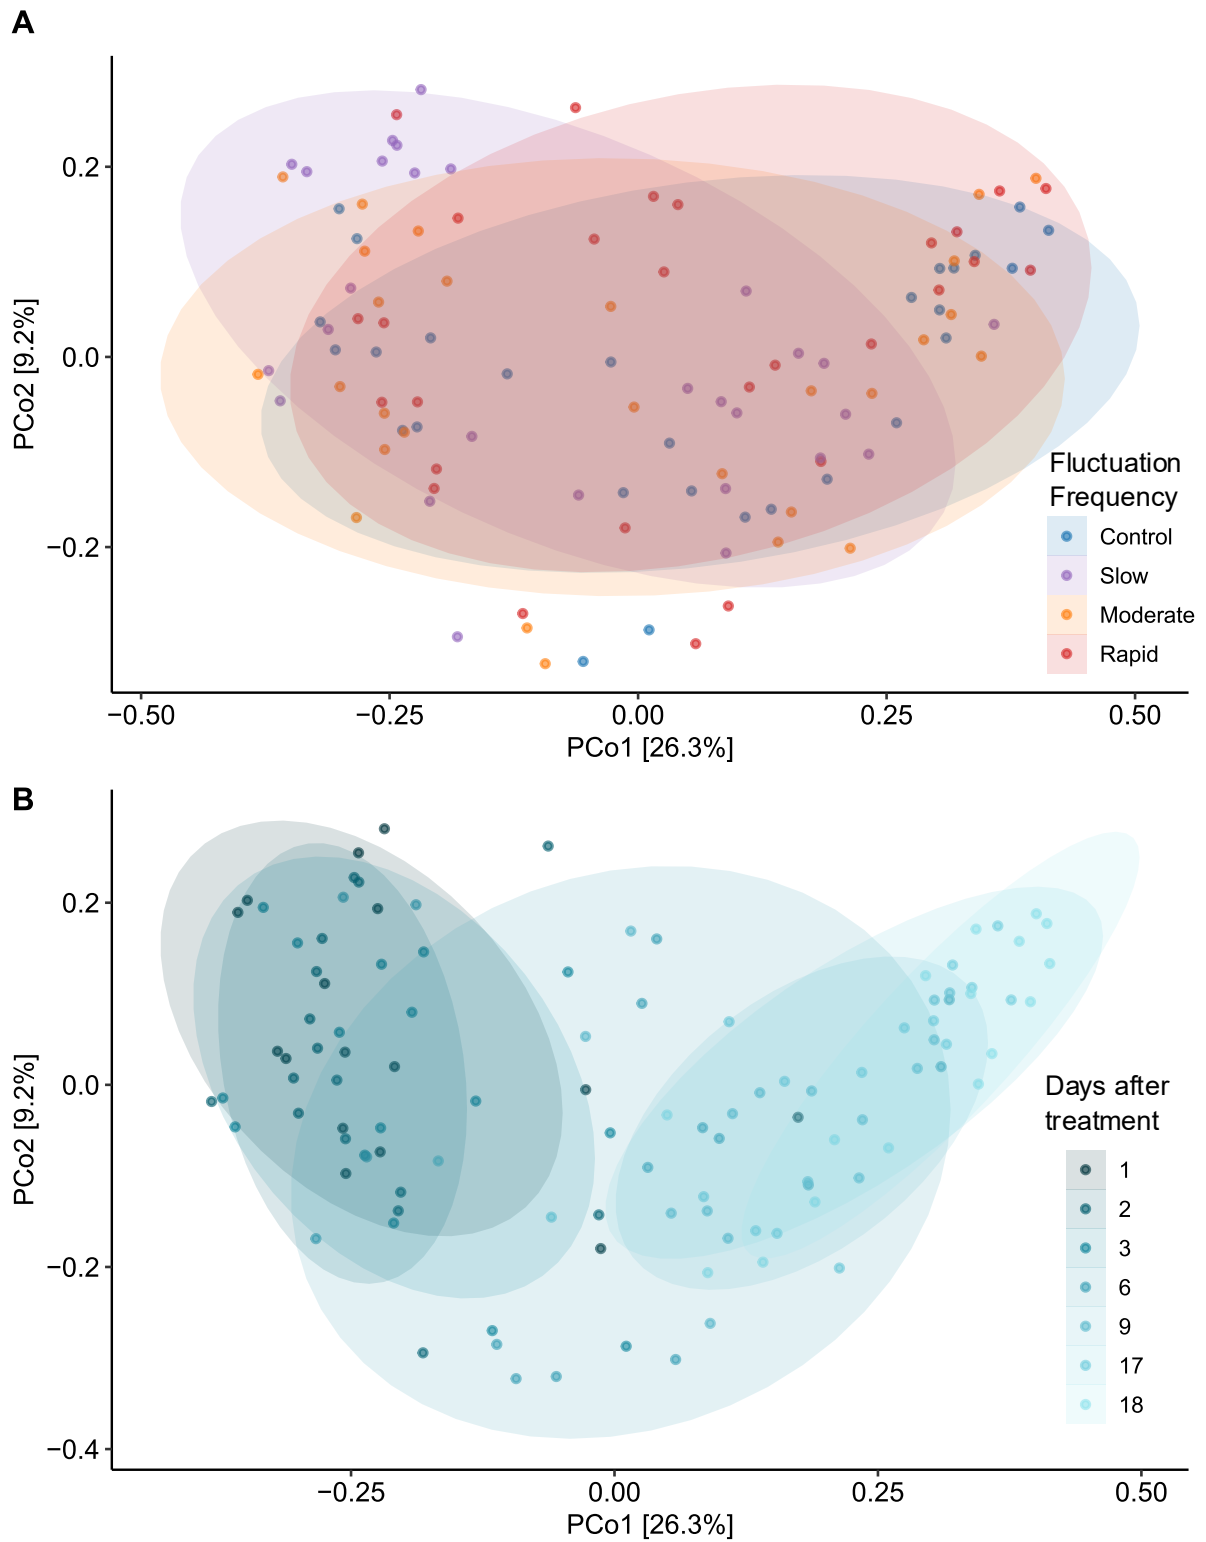 A
PCo2 [9.2%]
0.2
0.0
−0.2
−0.50
−0.25
0.00
0.25
0.50
PCo1 [26.3%]
Fluctuation
Frequency
Control
Slow
Moderate
Rapid
B
PCo2 [9.2%]
0.2
0.0
−0.2
−0.4
−0.25
0.00
0.25
0.50
PCo1 [26.3%]
Days after
treatment
1
2
3
6
9
17
18